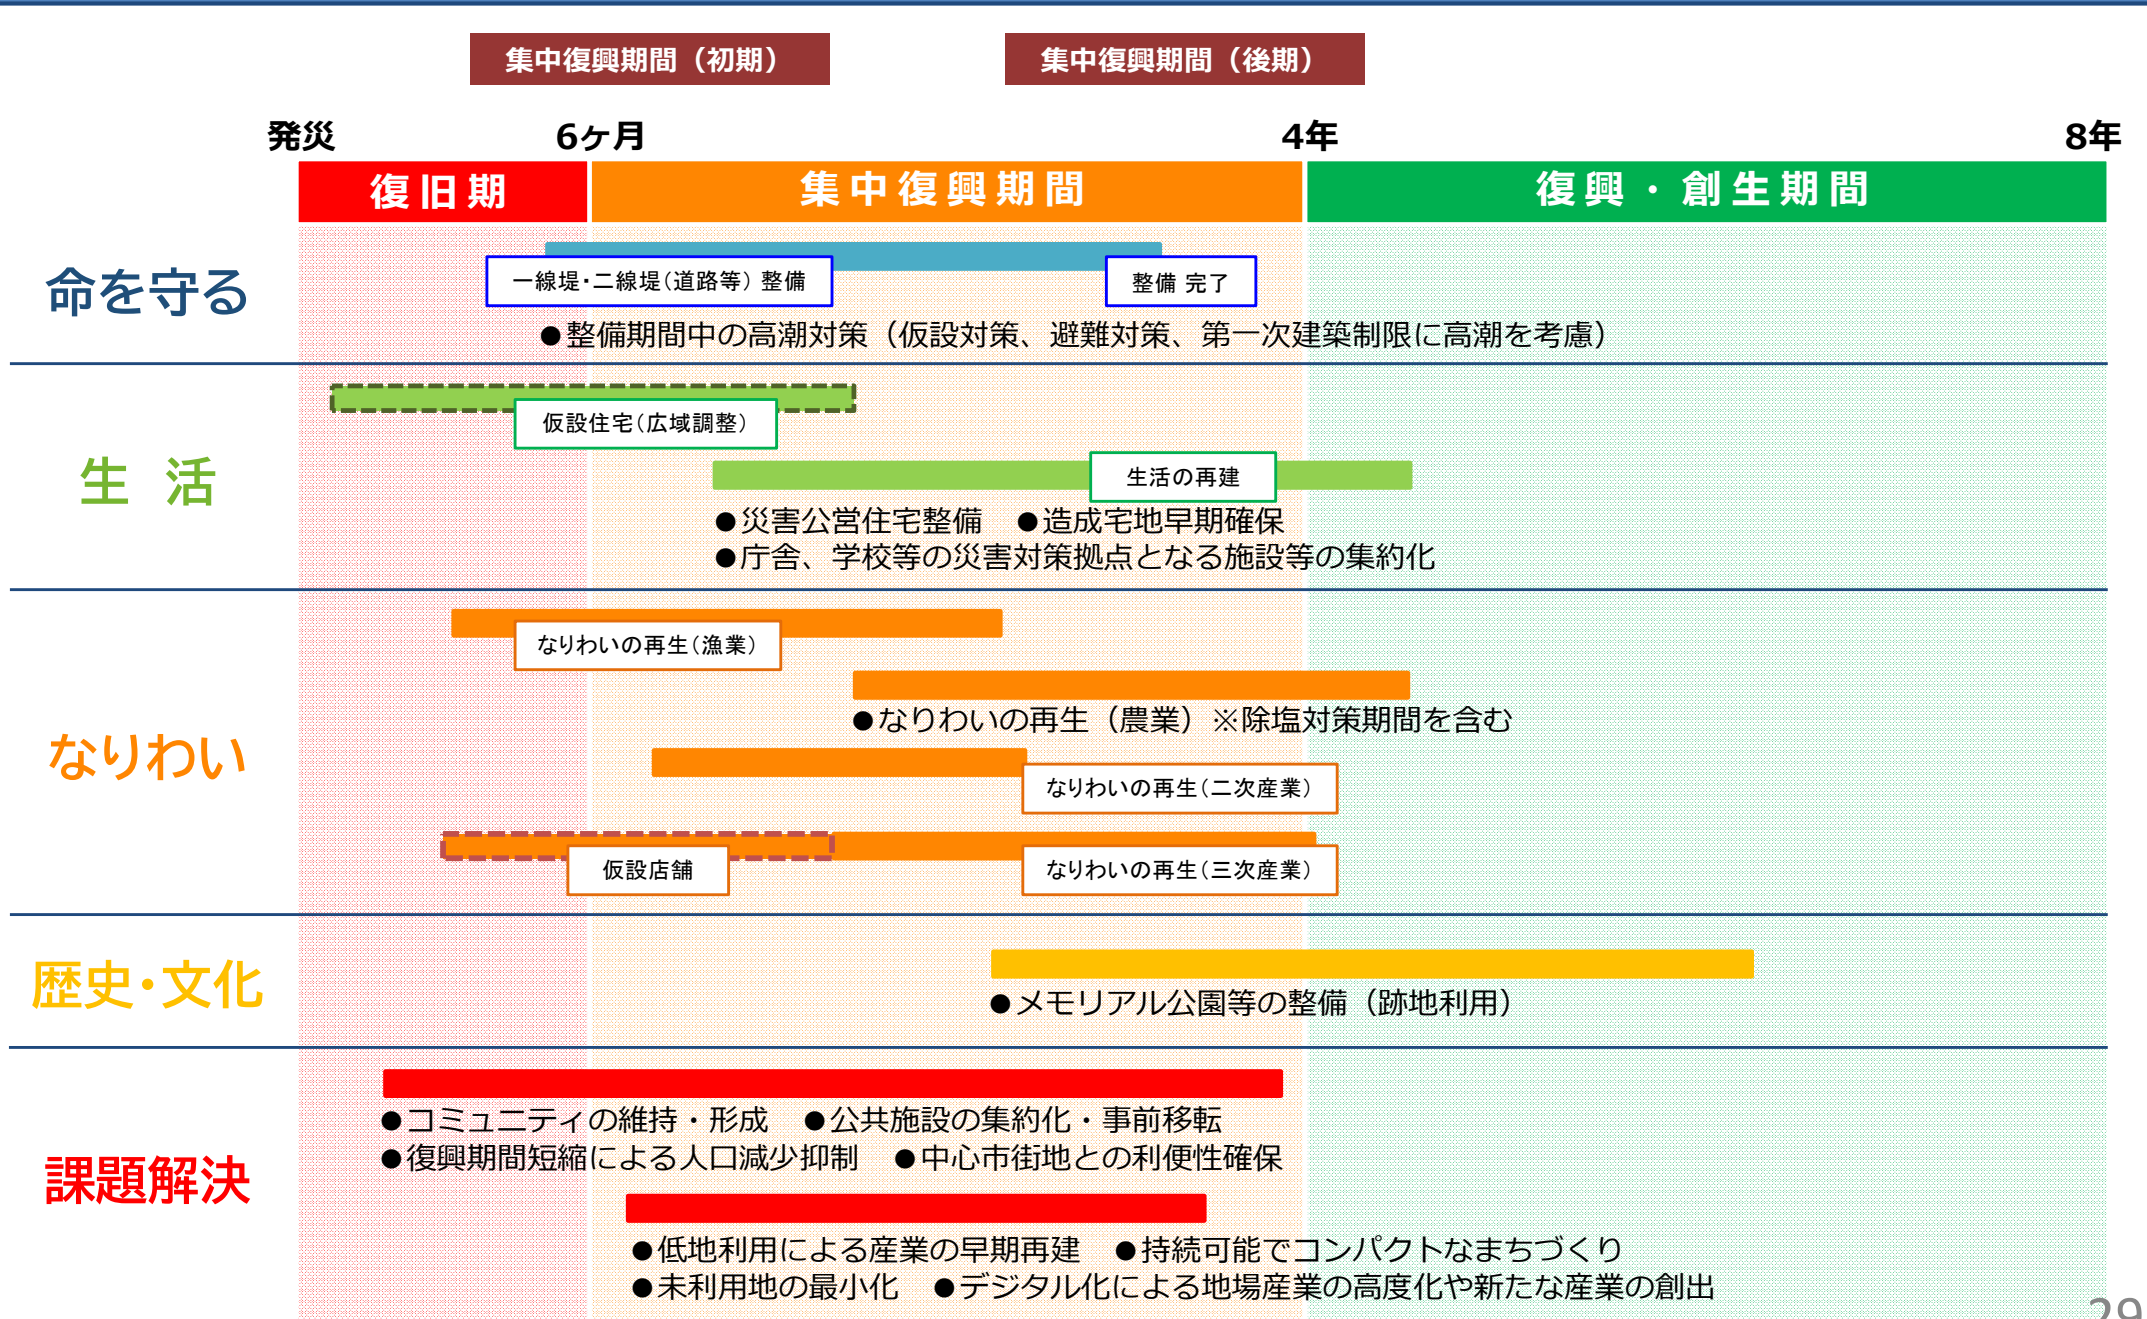 集中復興期間（初期）
集中復興期間（後期）
発災
6ヶ月
4年
8年
復旧期
集中復興期間
復興・創生期間
命を守る
一線堤・二線堤（道路等） 整備
整備 完了
●整備期間中の高潮対策（仮設対策、避難対策、第一次建築制限に高潮を考慮）
生 活
仮設住宅（広域調整）
生活の再建
●災害公営住宅整備 ●造成宅地早期確保
●庁舎、学校等の災害対策拠点となる施設等の集約化
なりわい
なりわいの再生（漁業）
●なりわいの再生（農業）※除塩対策期間を含む
なりわいの再生（二次産業）
仮設店舗
なりわいの再生（三次産業）
歴史・文化
●メモリアル公園等の整備（跡地利用）
課題解決
●コミュニティの維持・形成 ●公共施設の集約化・事前移転
●復興期間短縮による人口減少抑制 ●中心市街地との利便性確保
●低地利用による産業の早期再建 ●持続可能でコンパクトなまちづくり
●未利用地の最小化 ●デジタル化による地場産業の高度化や新たな産業の創出
29